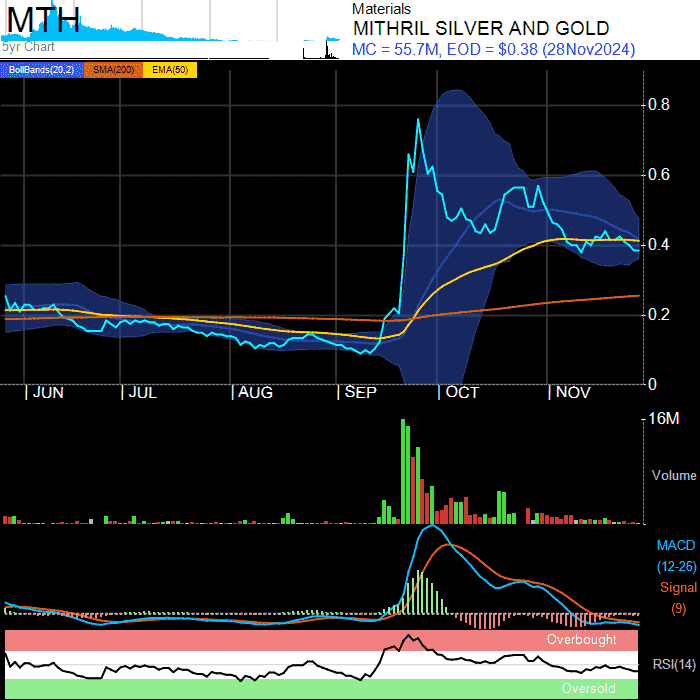 MTH
5yr Chart
Materials
MITHRIL SILVER AND GOLD
MC = 55.7M, EOD = $0.38 (28Nov2024)
BollBands(20,2) SMA(200) EMA(50)
0.8
0.6
0.4
0.2
0
JUN JUL AUG SEP OCT NOV
16M
Volume
MACD
(12-26)
Signal
(9)
Overbought
RSI(14)
Oversold